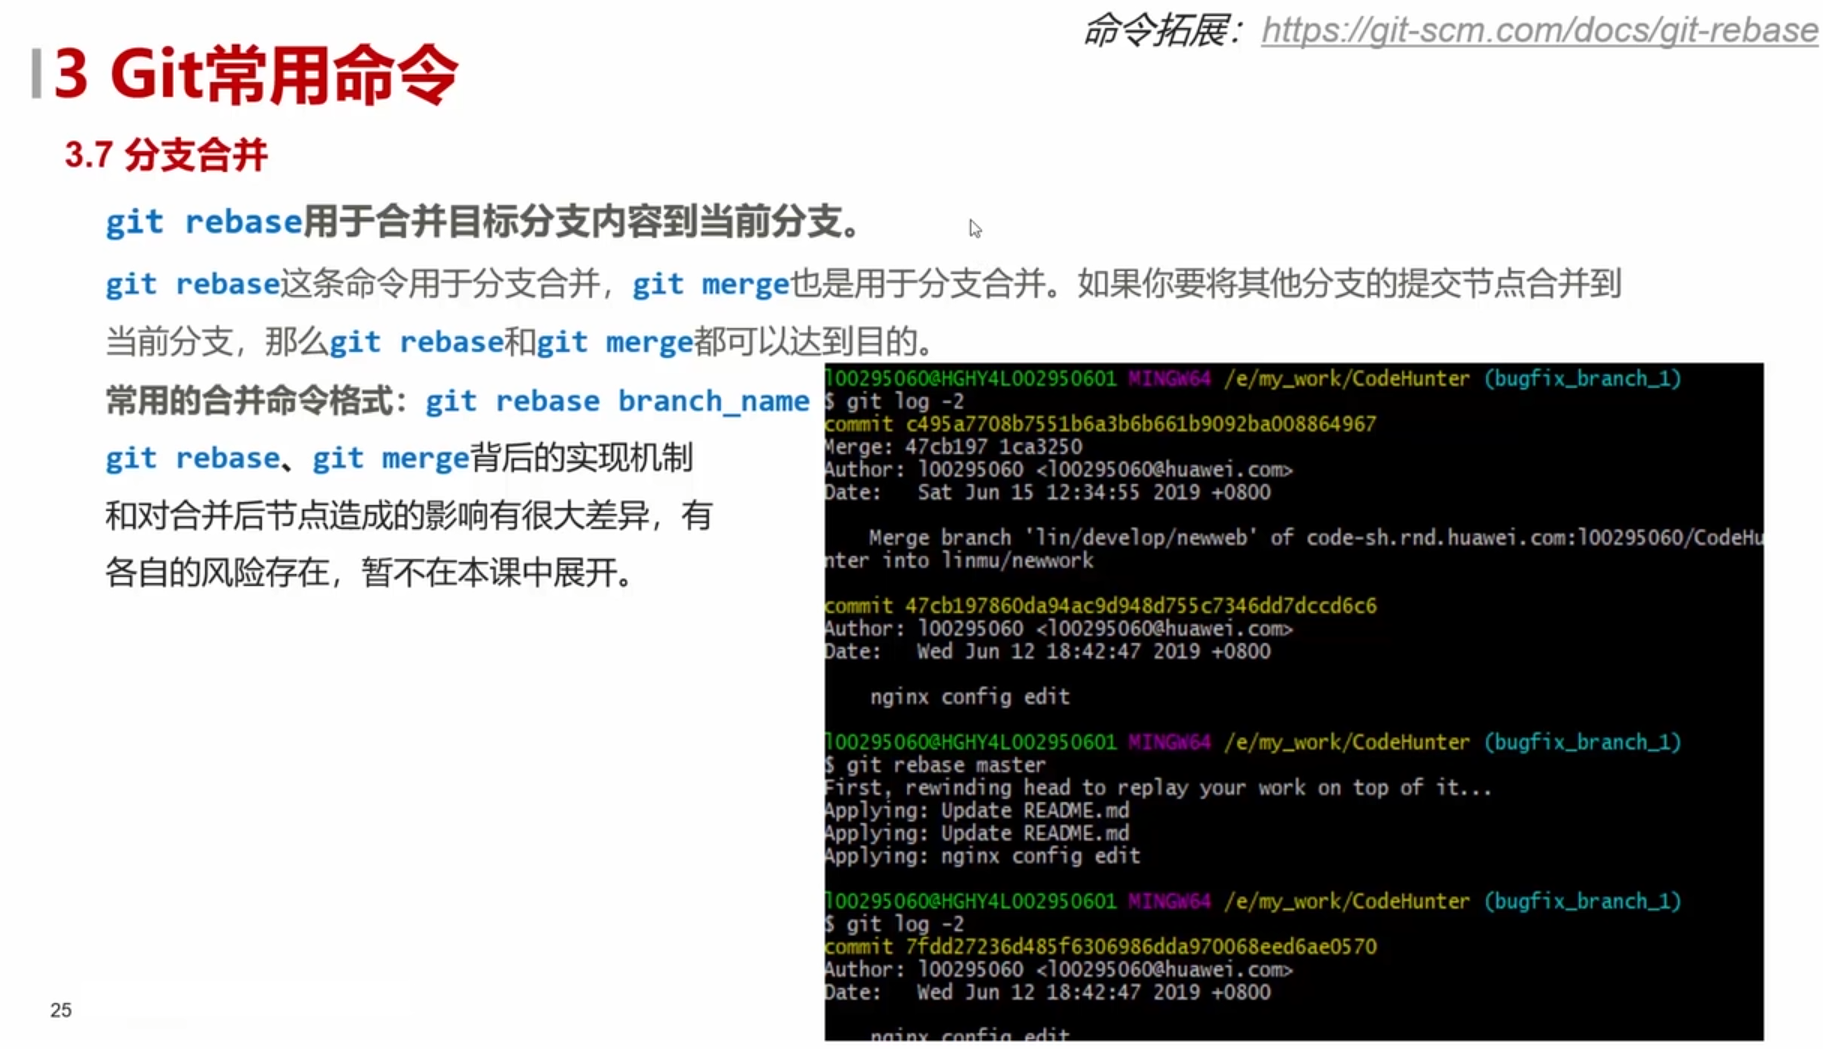 命令拓展：https://git-scm.com/docs/git-rebase
3 Git常用命令
3.7 分支合并
git rebase用于合并目标分支内容到当前分支。
git rebase这条命令用于分支合并，git merge也是用于分支合并。如果你要将其他分支的提交节点合并到
当前分支，那么git rebase和git merge都可以达到目的。
常用的合并命令格式：git rebase branch_name
git rebase、git merge背后的实现机制
和对合并后节点造成的影响有很大差异，有
各自的风险存在，暂不在本课中展开。
l00295060@HGHY4L002950601 MINGW64 /e/my_work/CodeHunter (bugfix_branch_1)
$ git log -2
commit c495a7708b7551b6a3b6b661b9092ba008864967
Merge: 47cb197 1ca3250
Author: l00295060 <l00295060@huawei.com>
Date:   Sat Jun 15 12:34:55 2019 +0800
Merge branch 'lin/develop/newweb' of code-sh.rnd.huawei.com:l00295060/CodeHu
nter into linmu/newwork
commit 47cb197860da94ac9d948d755c7346dd7dccd6c6
Author: l00295060 <l00295060@huawei.com>
Date:   Wed Jun 12 18:42:47 2019 +0800
nginx config edit
l00295060@HGHY4L002950601 MINGW64 /e/my_work/CodeHunter (bugfix_branch_1)
$ git rebase master
First, rewinding head to replay your work on top of it...
Applying: Update README.md
Applying: Update README.md
Applying: nginx config edit
l00295060@HGHY4L002950601 MINGW64 /e/my_work/CodeHunter (bugfix_branch_1)
$ git log -2
commit 7fdd27236d485f6306986dda970068eed6ae0570
Author: l00295060 <l00295060@huawei.com>
Date:   Wed Jun 12 18:42:47 2019 +0800
nginx config edit
25